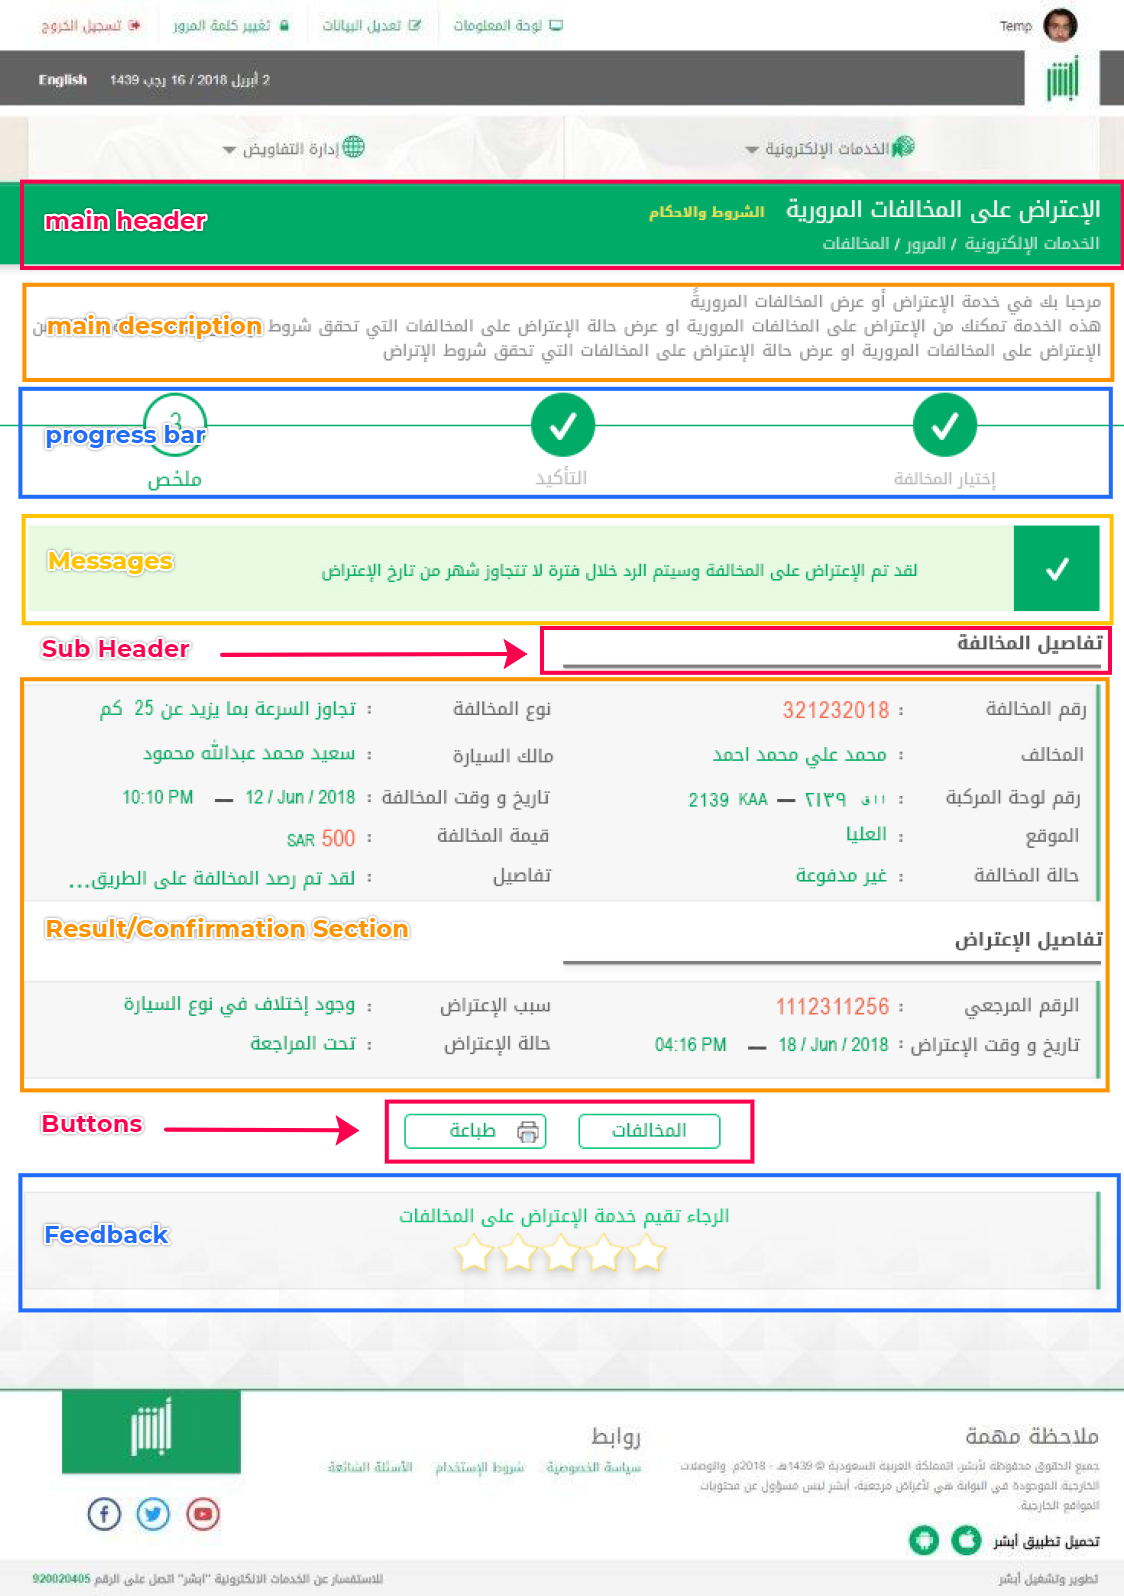 Temp
لوحة المعلومات
تعديل البيانات
تغيير كلمة المرور
تسجيل الخروج
أبشر
2 أبريل 2018 / 16 رجب 1439
English
الخدمات الإلكترونية
إدارة التفاويض
الإعتراض على المخالفات المرورية الشروط والاحكام
main header
الخدمات الإلكترونية / المرور / المخالفات
مرحبا بك في خدمة الإعتراض أو عرض المخالفات المرورية
هذه الخدمة تمكنك من الإعتراض على المخالفات المرورية او عرض حالة الإعتراض على المخالفات التي تحقق شروط
main description
الإعتراض على المخالفات المرورية او عرض حالة الإعتراض على المخالفات التي تحقق شروط الإتراض
3
progress bar
إختيار المخالفة
التأكيد
ملخص
Messages
لقد تم الإعتراض على المخالفة وسيتم الرد خلال فترة لا تتجاوز شهر من تارخ الإعتراض
Sub Header
تفاصيل المخالفة
رقم المخالفة : 321232018
نوع المخالفة : تجاوز السرعة بما يزيد عن 25 كم
المخالف : محمد علي محمد احمد
مالك السيارة : سعيد محمد عبدالله محمود
رقم لوحة المركبة : ٢١٣٩ — 2139 KAA
تاريخ و وقت المخالفة : 12 / Jun / 2018 — 10:10 PM
الموقع : العليا
قيمة المخالفة : 500 SAR
حالة المخالفة : غير مدفوعة
تفاصيل : لقد تم رصد المخالفة على الطريق...
Result/Confirmation Section
تفاصيل الإعتراض
الرقم المرجعي : 1112311256
سبب الإعتراض : وجود إختلاف في نوع السيارة
تاريخ و وقت الإعتراض : 18 / Jun / 2018 — 04:16 PM
حالة الإعتراض : تحت المراجعة
Buttons
المخالفات
طباعة
الرجاء تقيم خدمة الإعتراض على المخالفات
Feedback
أبشر
ملاحظة مهمة
جميع الحقوق محفوظة لأبشر، المملكة العربية السعودية © 1439هـ - 2018م. والوصلات
الخارجية الموجودة في البوابة هي لأغراض مرجعية، أبشر ليس مسؤول عن محتويات
المواقع الخارجية.
روابط
سياسة الخصوصية
شروط الإستخدام
الأسئلة الشائعة
تحميل تطبيق أبشر
تطوير وتشغيل أبشر
للاستفسار عن الخدمات الالكترونية "ابشر" اتصل على الرقم 920020405